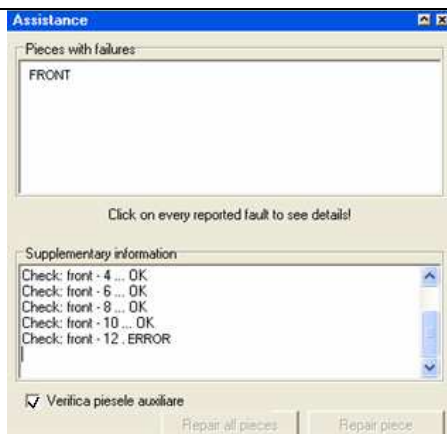 Assistance
Pieces with failures
FRONT
Click on every reported fault to see details!
Supplementary information
Check: front - 4 ... OK
Check: front - 6 ... OK
Check: front - 8 ... OK
Check: front - 10 ... OK
Check: front - 12 . ERROR
Verifica piesele auxiliare
Repair all pieces
Repair piece